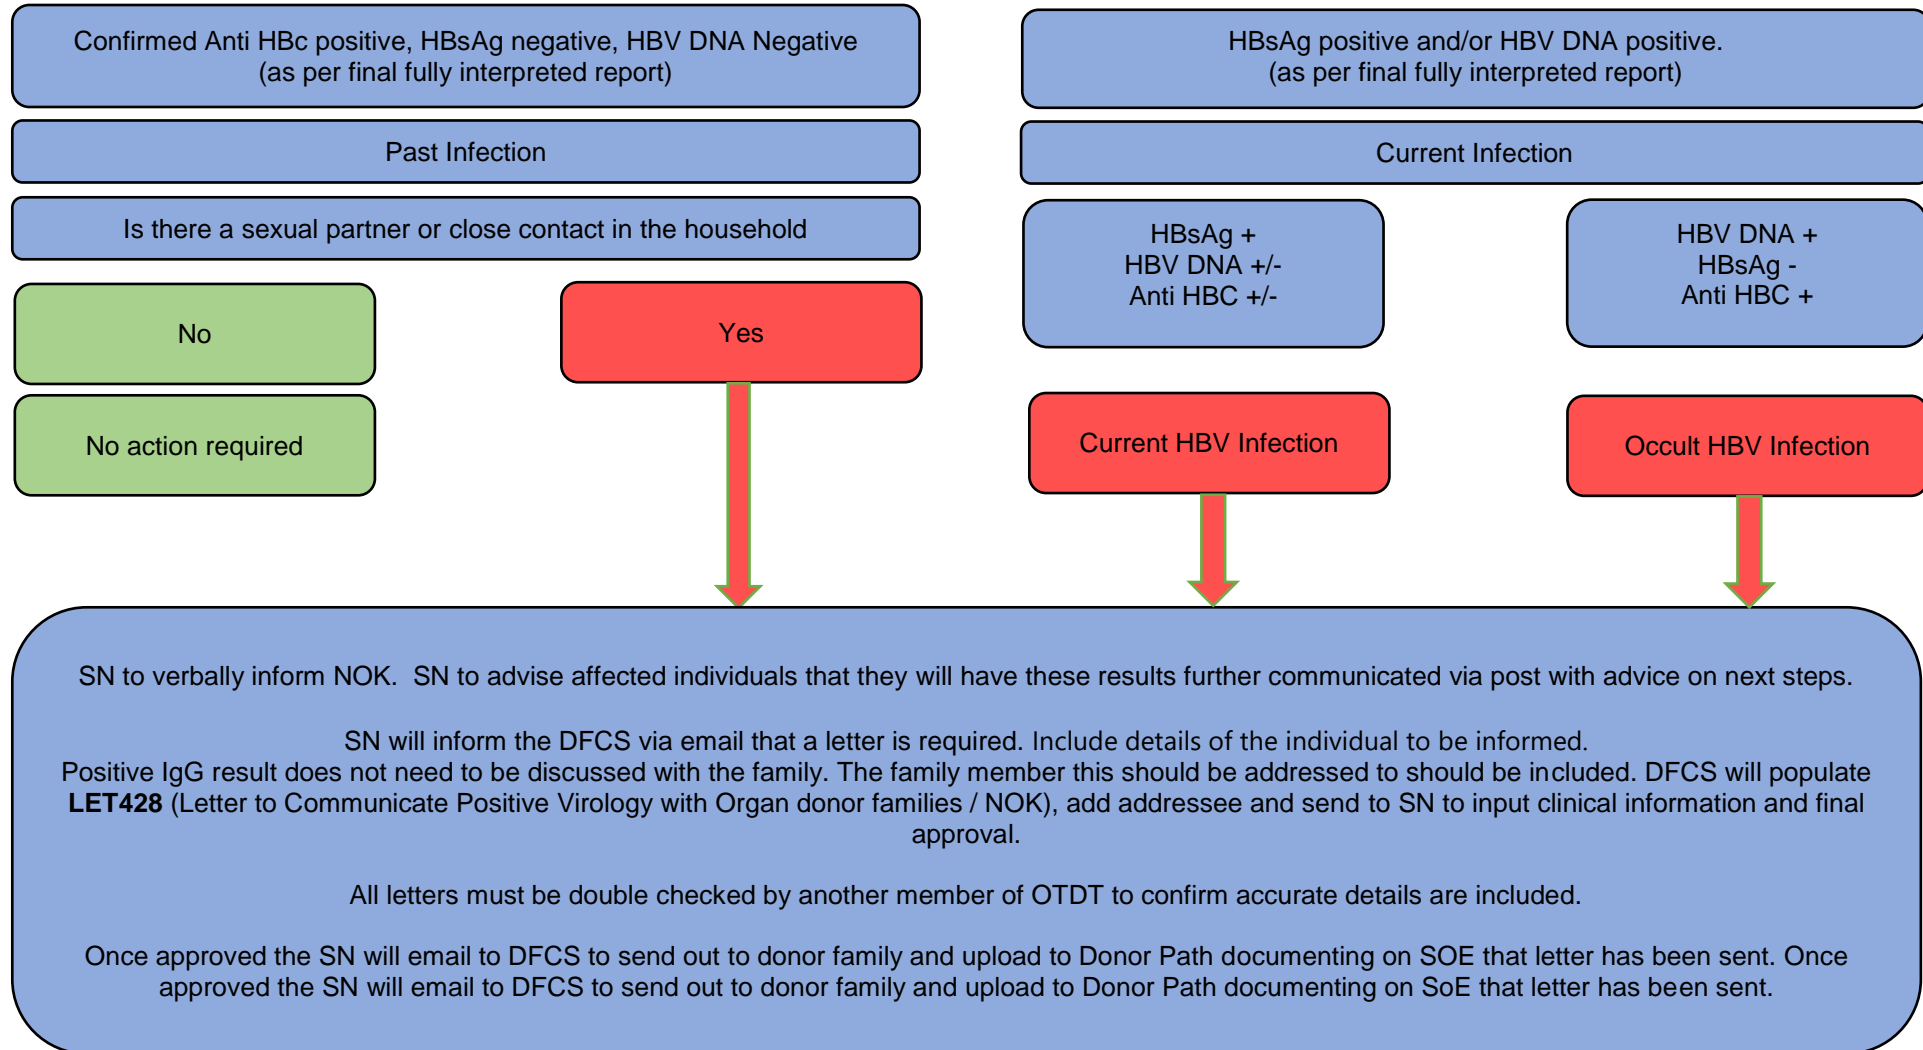 Confirmed Anti HBc positive, HBsAg negative, HBV DNA Negative
(as per final fully interpreted report)
Past Infection
Is there a sexual partner or close contact in the household
No
Yes
No action required
HBsAg positive and/or HBV DNA positive.
(as per final fully interpreted report)
Current Infection
HBsAg +
HBV DNA +/-
Anti HBC +/-
HBV DNA +
HBsAg -
Anti HBC +
Current HBV Infection
Occult HBV Infection
SN to verbally inform NOK.  SN to advise affected individuals that they will have these results further communicated via post with advice on next steps.
SN will inform the DFCS via email that a letter is required. Include details of the individual to be informed.
Positive IgG result does not need to be discussed with the family. The family member this should be addressed to should be included. DFCS will populate
LET428 (Letter to Communicate Positive Virology with Organ donor families / NOK), add addressee and send to SN to input clinical information and final
approval.
All letters must be double checked by another member of OTDT to confirm accurate details are included.
Once approved the SN will email to DFCS to send out to donor family and upload to Donor Path documenting on SOE that letter has been sent. Once
approved the SN will email to DFCS to send out to donor family and upload to Donor Path documenting on SoE that letter has been sent.